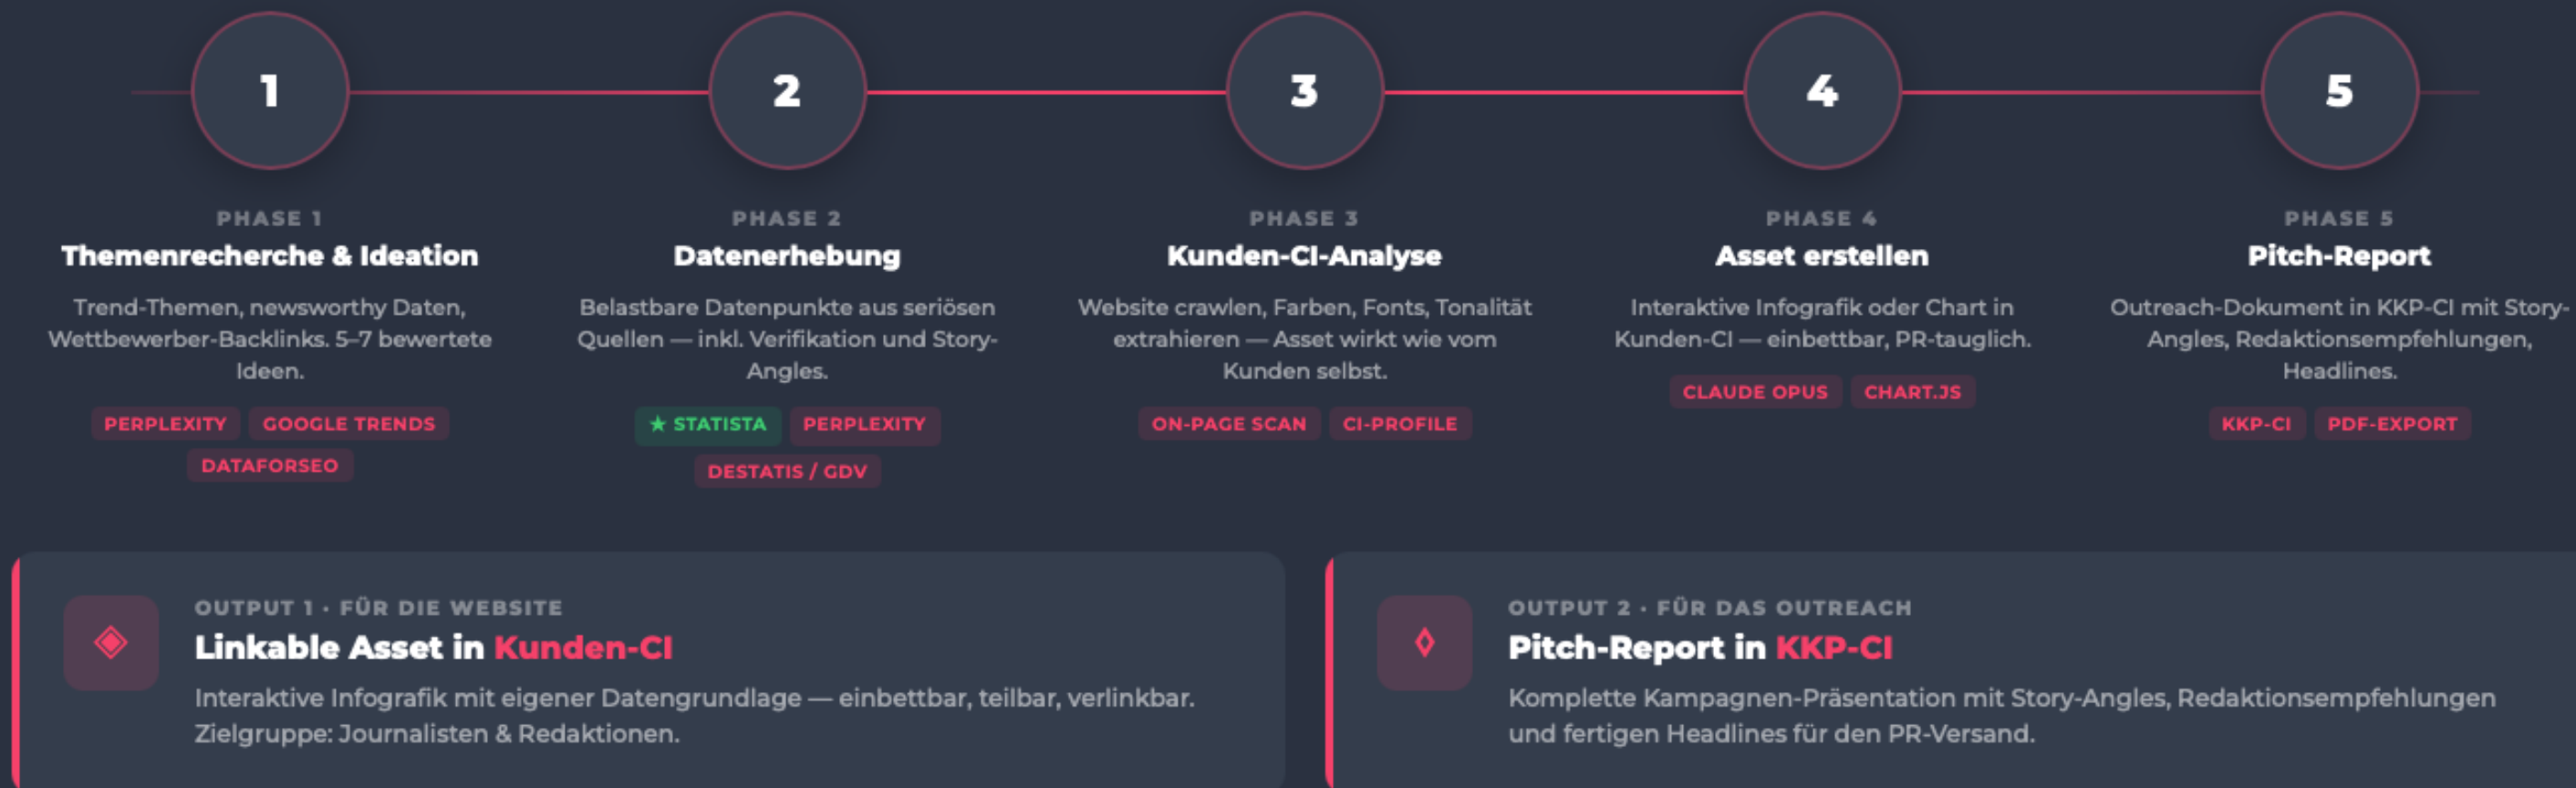 1
2
3
4
5
PHASE 1
Themenrecherche & Ideation
Trend-Themen, newsworthy Daten,
Wettbewerber-Backlinks. 5–7 bewertete
Ideen.
PERPLEXITY
GOOGLE TRENDS
DATAFORSEO
PHASE 2
Datenerhebung
Belastbare Datenpunkte aus seriösen
Quellen — inkl. Verifikation und Story-
Angles.
★ STATISTA
PERPLEXITY
DESTATIS / GDV
PHASE 3
Kunden-CI-Analyse
Website crawlen, Farben, Fonts, Tonalität
extrahieren — Asset wirkt wie vom
Kunden selbst.
ON-PAGE SCAN
CI-PROFILE
PHASE 4
Asset erstellen
Interaktive Infografik oder Chart in
Kunden-CI — einbettbar, PR-tauglich.
CLAUDE OPUS
CHART.JS
PHASE 5
Pitch-Report
Outreach-Dokument in KKP-CI mit Story-
Angles, Redaktionsempfehlungen,
Headlines.
KKP-CI
PDF-EXPORT
OUTPUT 1 · FÜR DIE WEBSITE
Linkable Asset in Kunden-CI
Interaktive Infografik mit eigener Datengrundlage — einbettbar, teilbar, verlinkbar.
Zielgruppe: Journalisten & Redaktionen.
OUTPUT 2 · FÜR DAS OUTREACH
Pitch-Report in KKP-CI
Komplette Kampagnen-Präsentation mit Story-Angles, Redaktionsempfehlungen
und fertigen Headlines für den PR-Versand.